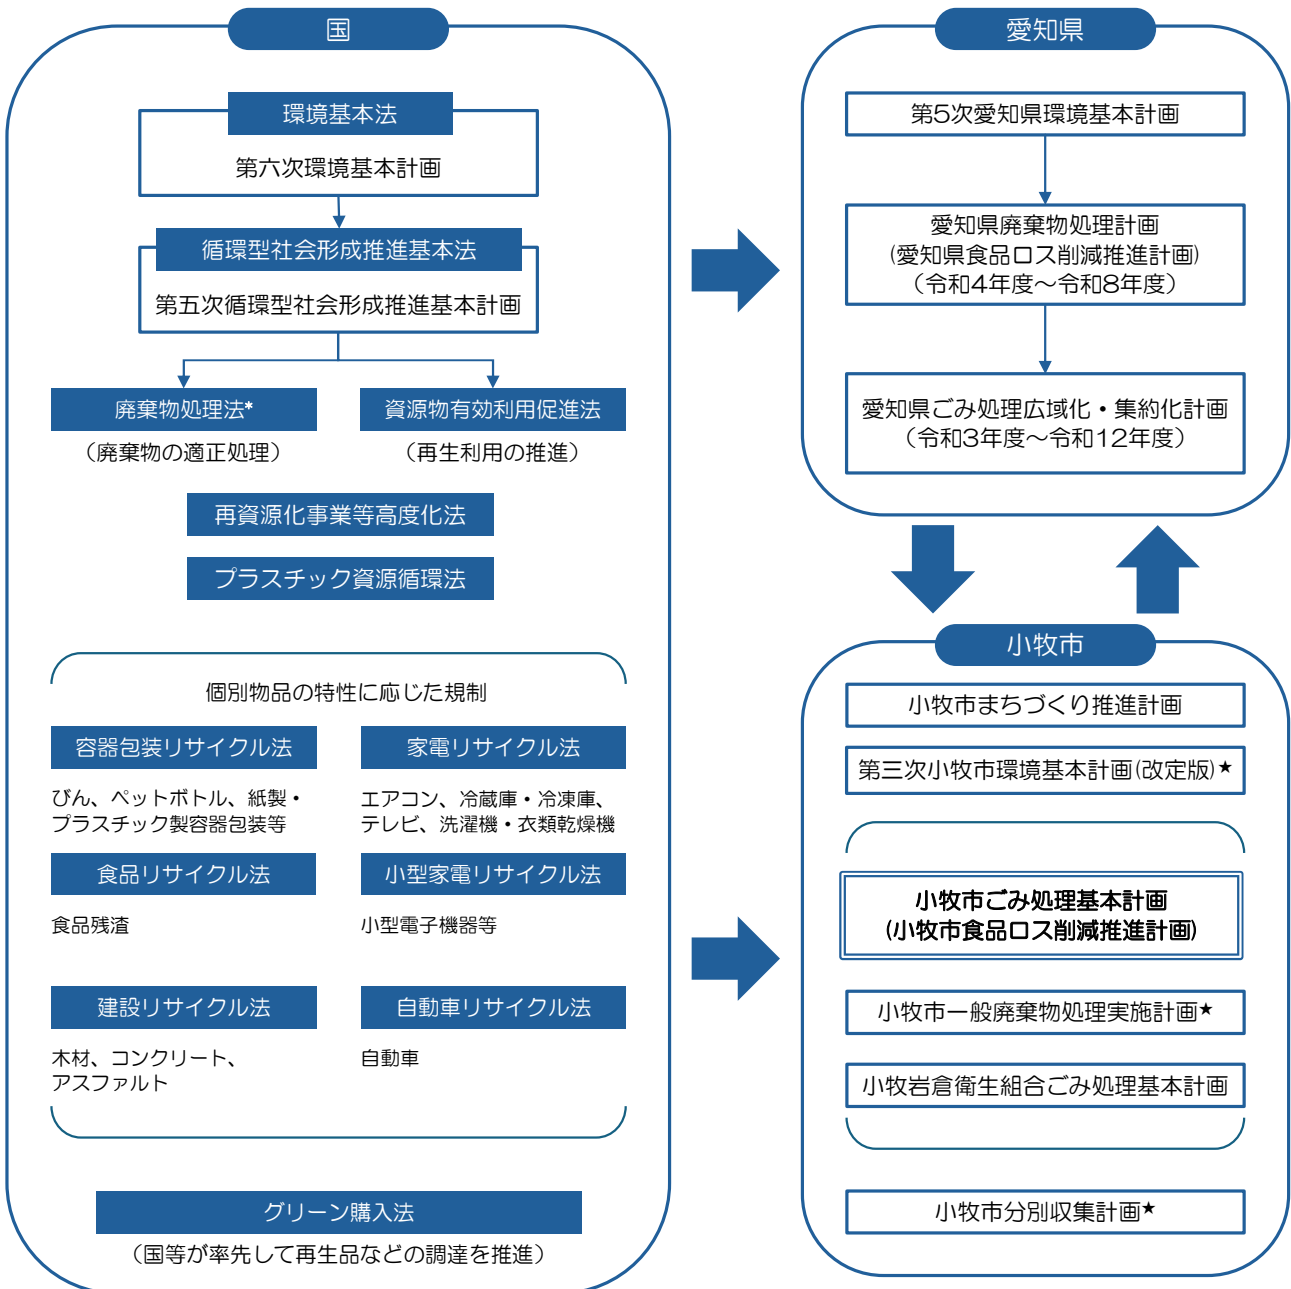 国
環境基本法
第六次環境基本計画
循環型社会形成推進基本法
第五次循環型社会形成推進基本計画
廃棄物処理法*
（廃棄物の適正処理）
資源物有効利用促進法
（再生利用の推進）
再資源化事業等高度化法
プラスチック資源循環法
個別物品の特性に応じた規制
容器包装リサイクル法
びん、ペットボトル、紙製・
プラスチック製容器包装等
家電リサイクル法
エアコン、冷蔵庫・冷凍庫、
テレビ、洗濯機・衣類乾燥機
食品リサイクル法
食品残渣
小型家電リサイクル法
小型電子機器等
建設リサイクル法
木材、コンクリート、
アスファルト
自動車リサイクル法
自動車
グリーン購入法
（国等が率先して再生品などの調達を推進）
愛知県
第5次愛知県環境基本計画
愛知県廃棄物処理計画
(愛知県食品ロス削減推進計画)
（令和4年度～令和8年度）
愛知県ごみ処理広域化・集約化計画
（令和3年度～令和12年度）
小牧市
小牧市まちづくり推進計画
第三次小牧市環境基本計画(改定版)★
小牧市ごみ処理基本計画
(小牧市食品ロス削減推進計画)
小牧市一般廃棄物処理実施計画★
小牧岩倉衛生組合ごみ処理基本計画
小牧市分別収集計画★